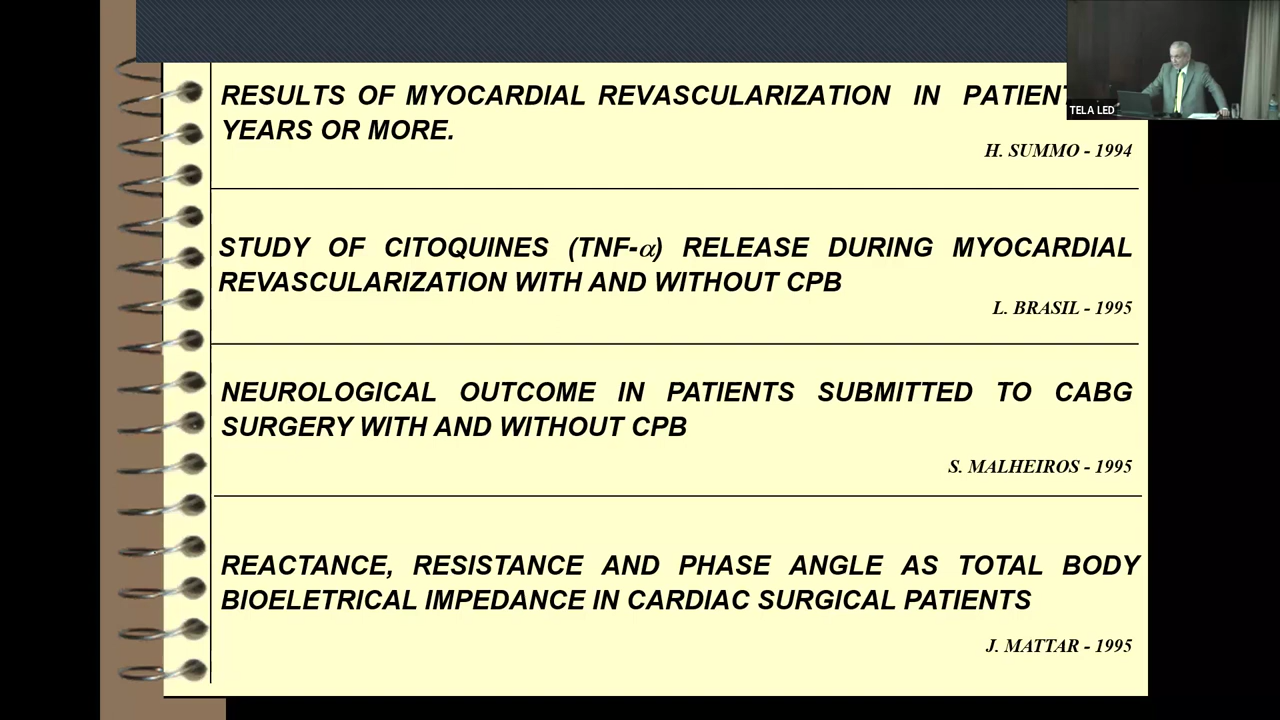 RESULTS OF MYOCARDIAL REVASCULARIZATION IN
YEARS OR MORE.
H. SUMMO - 1994
STUDY OF CITOQUINES (TNF-α) RELEASE DURING MYOCARDIAL
REVASCULARIZATION WITH AND WITHOUT CPB
L. BRASIL - 1995
NEUROLOGICAL OUTCOME IN PATIENTS SUBMITTED TO CABG
SURGERY WITH AND WITHOUT CPB
S. MALHEIROS - 1995
REACTANCE, RESISTANCE AND PHASE ANGLE AS TOTAL BODY
BIOELETRICAL IMPEDANCE IN CARDIAC SURGICAL PATIENTS
J. MATTAR - 1995
TELA LED